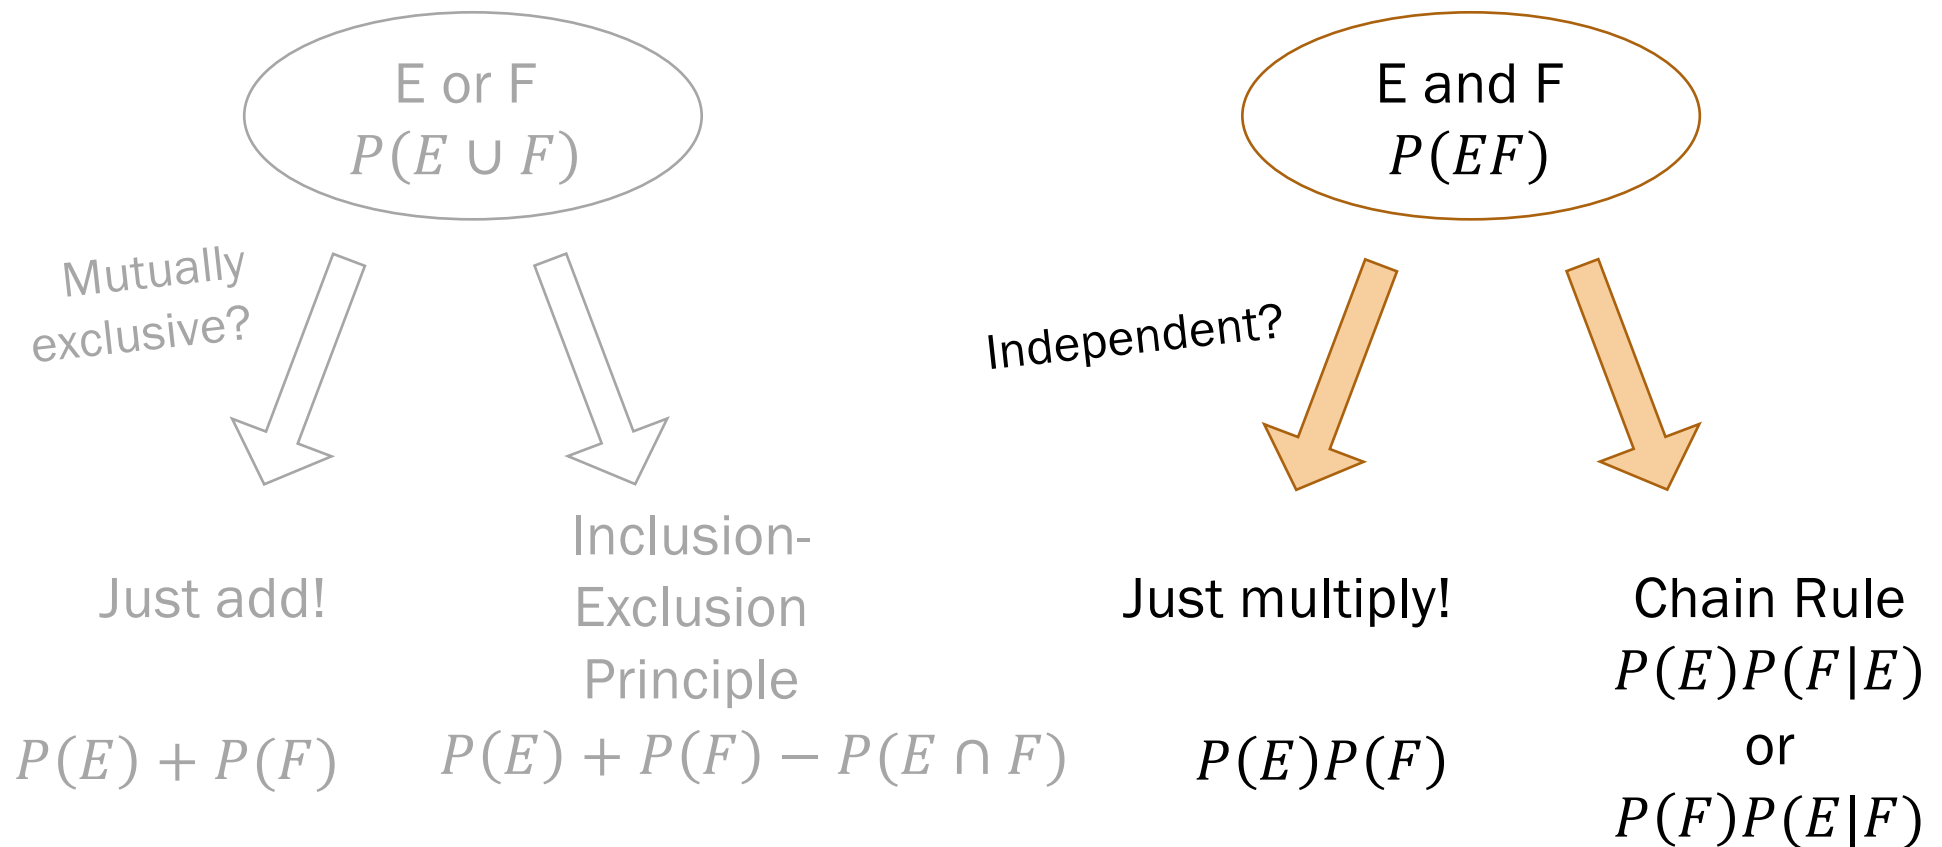 E or F
P(E ∪ F)
Mutually
exclusive?
Just add!
P(E) + P(F)
Inclusion-
Exclusion
Principle
P(E) + P(F) − P(E ∩ F)
E and F
P(EF)
Independent?
Just multiply!
P(E)P(F)
Chain Rule
P(E)P(F|E)
or
P(F)P(E|F)